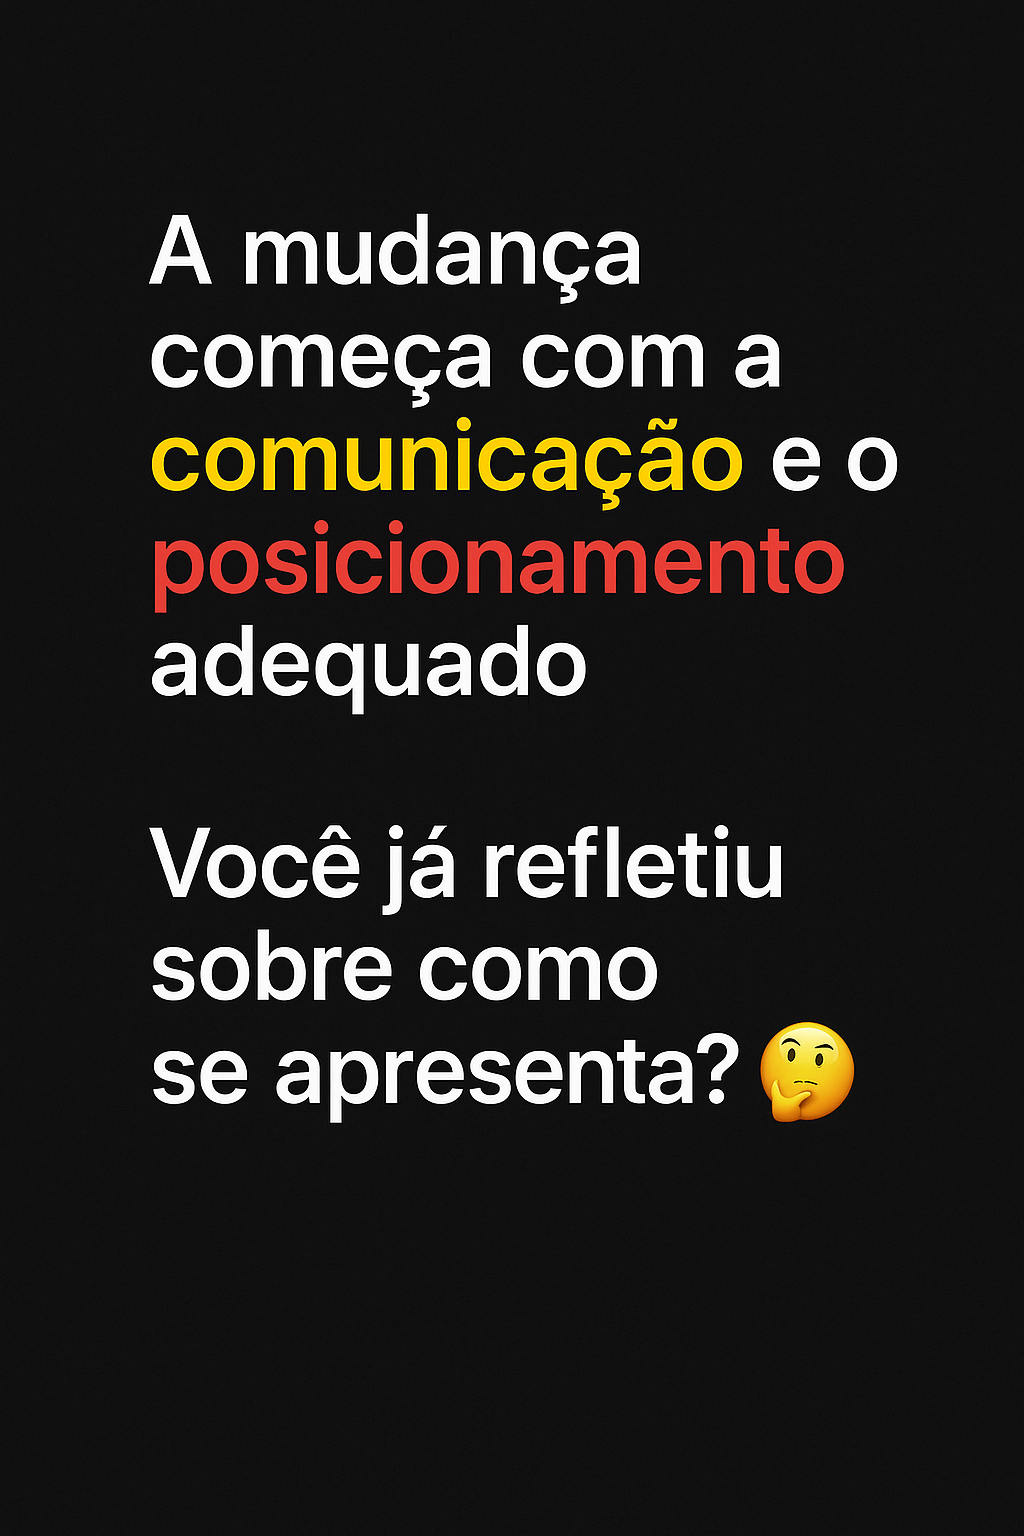 A mudança
começa com a
comunicação e o
posicionamento
adequado
Você já refletiu
sobre como
se apresenta? 🤔